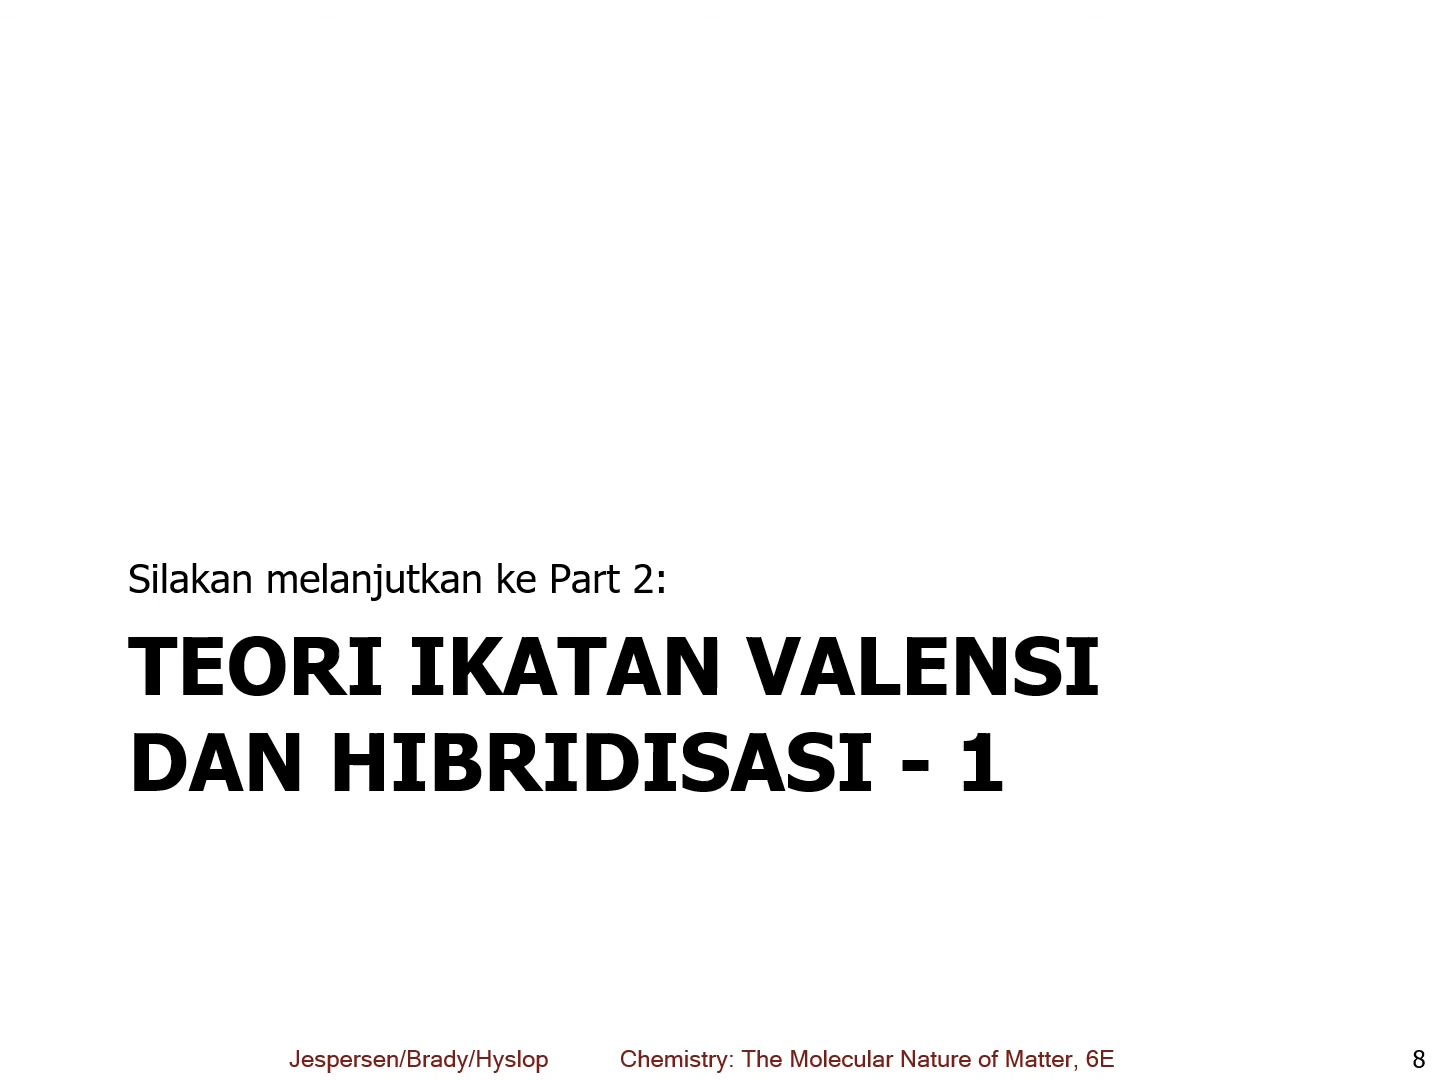 Silakan melanjutkan ke Part 2:
TEORI IKATAN VALENSI
DAN HIBRIDISASI - 1
Jespersen/Brady/Hyslop Chemistry: The Molecular Nature of Matter, 6E 8